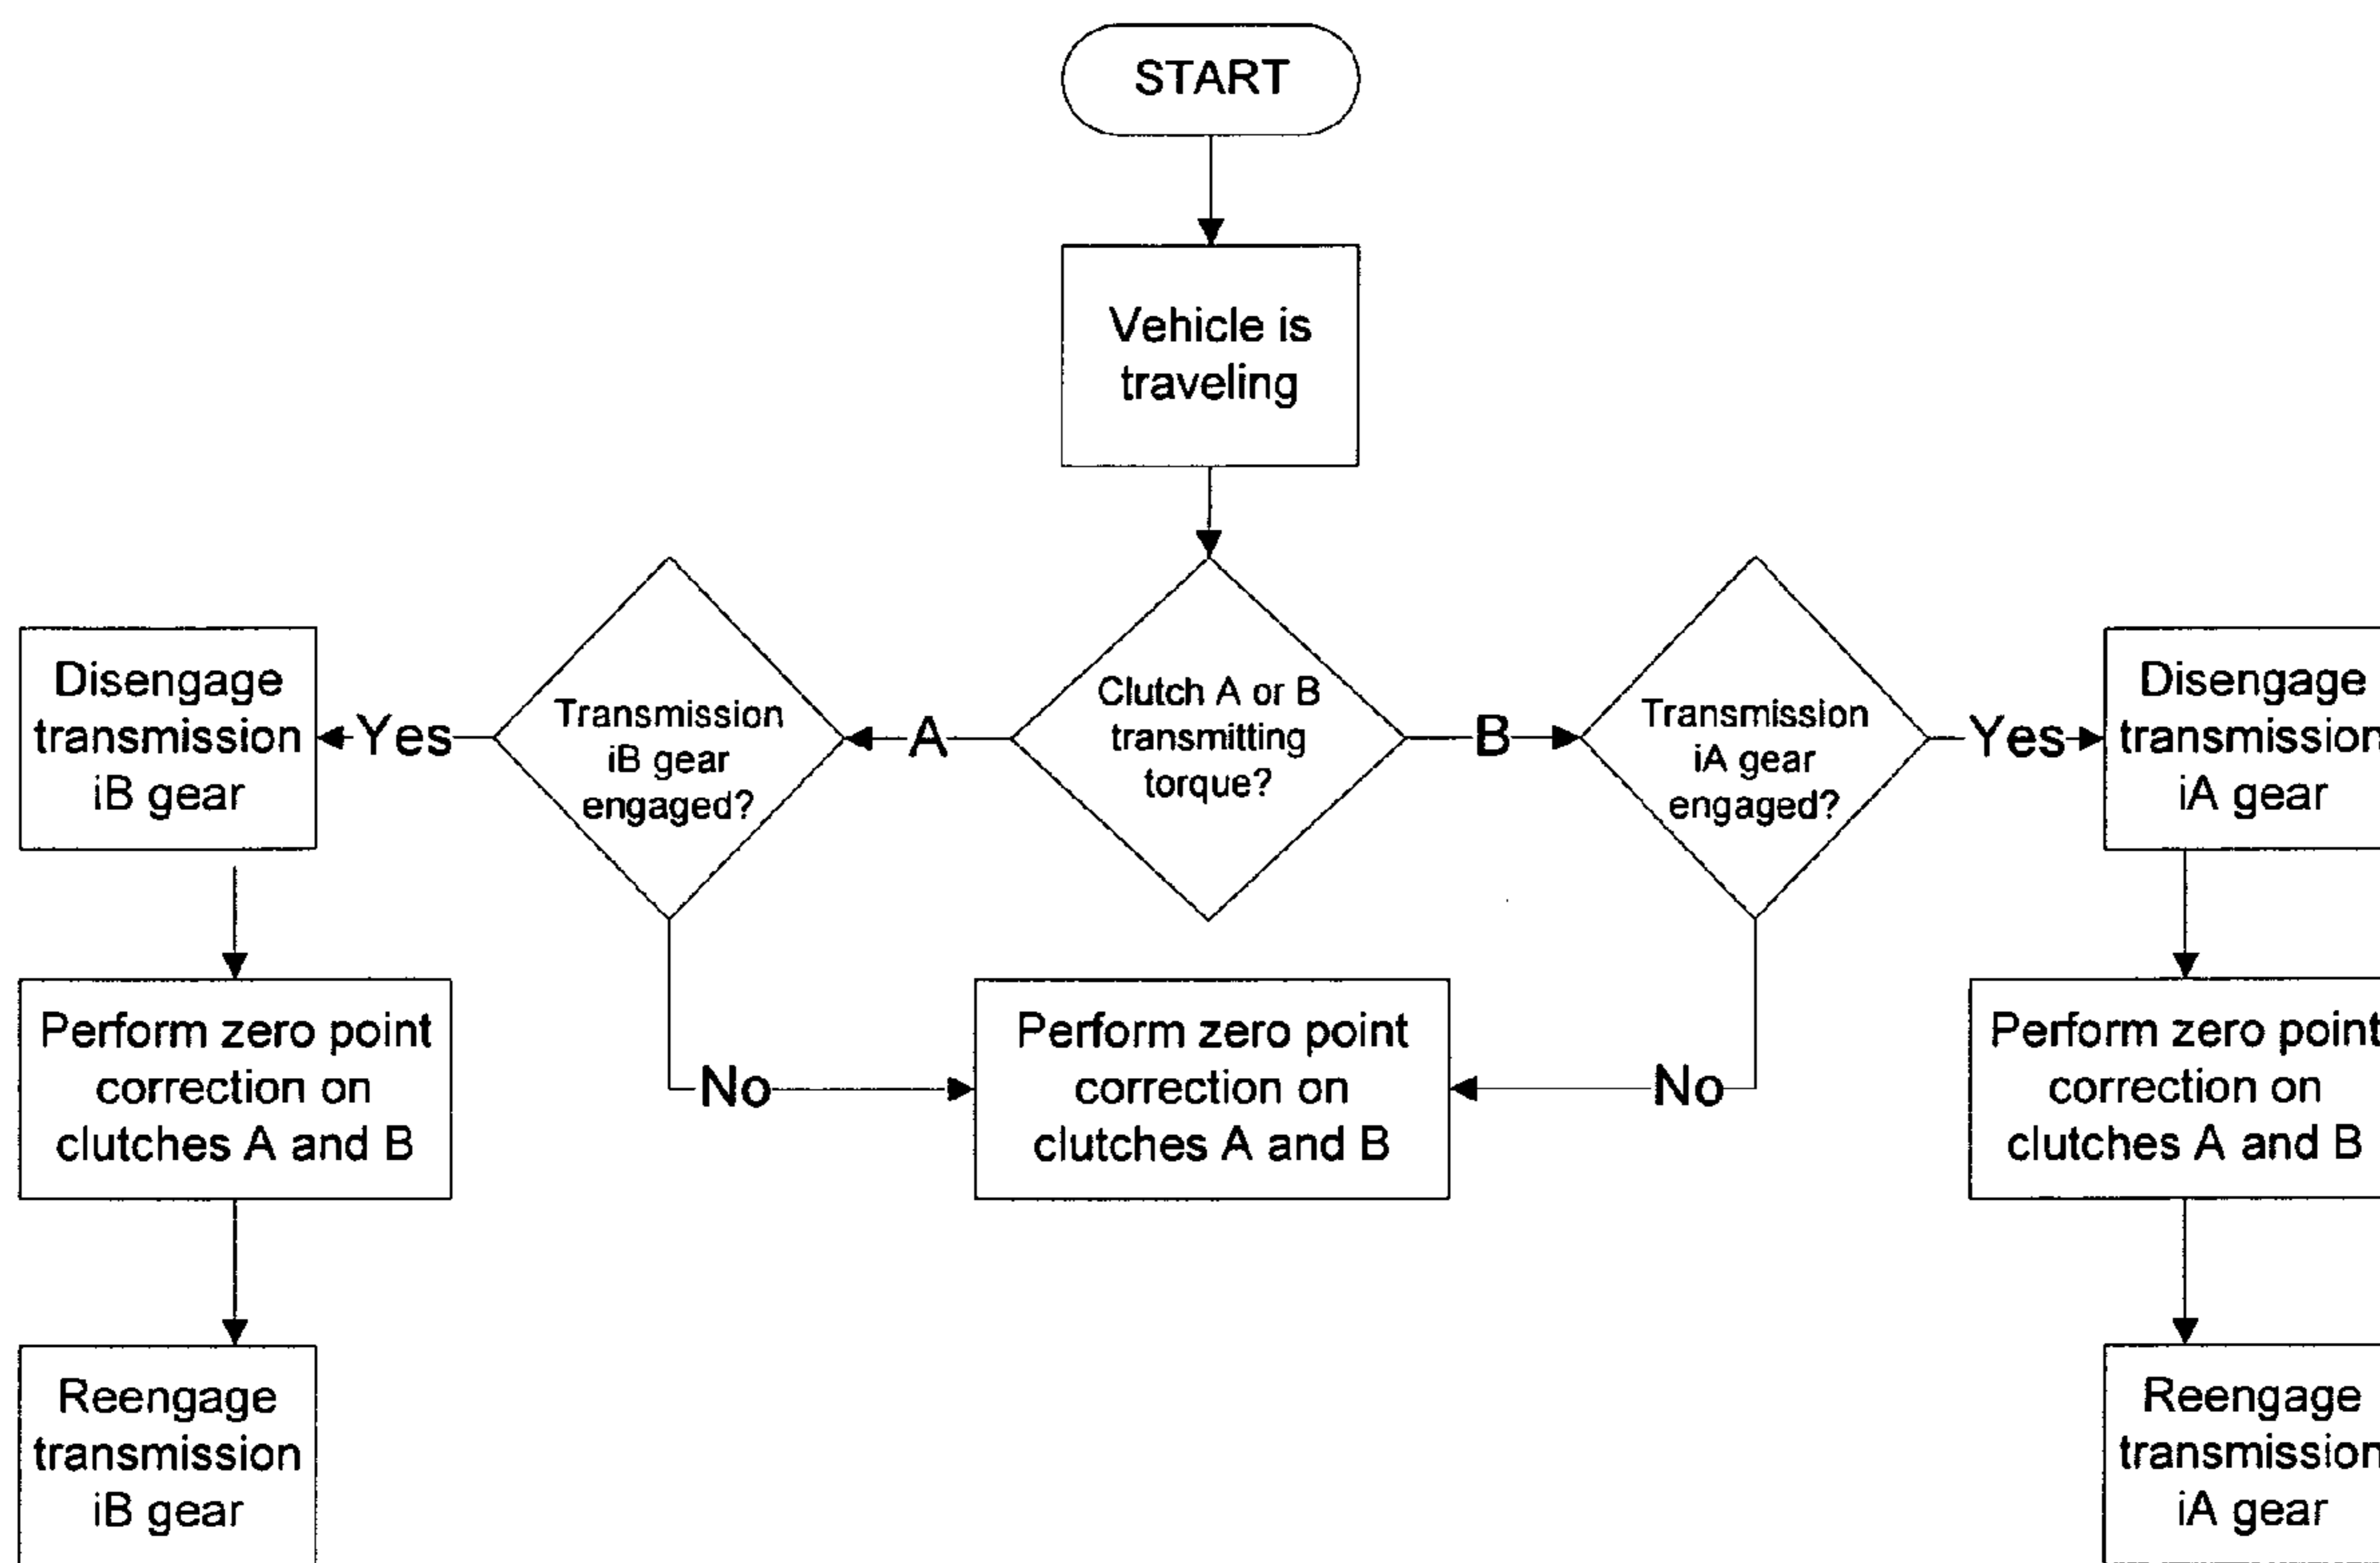 START
Vehicle is
traveling
Clutch A or B
transmitting
torque?
A
B
Transmission
iB gear
engaged?
Transmission
iA gear
engaged?
Yes
Yes
Disengage
transmission
iB gear
Disengage
transmission
iA gear
No
No
Perform zero point
correction on
clutches A and B
Perform zero point
correction on
clutches A and B
Perform zero point
correction on
clutches A and B
Reengage
transmission
iB gear
Reengage
transmission
iA gear